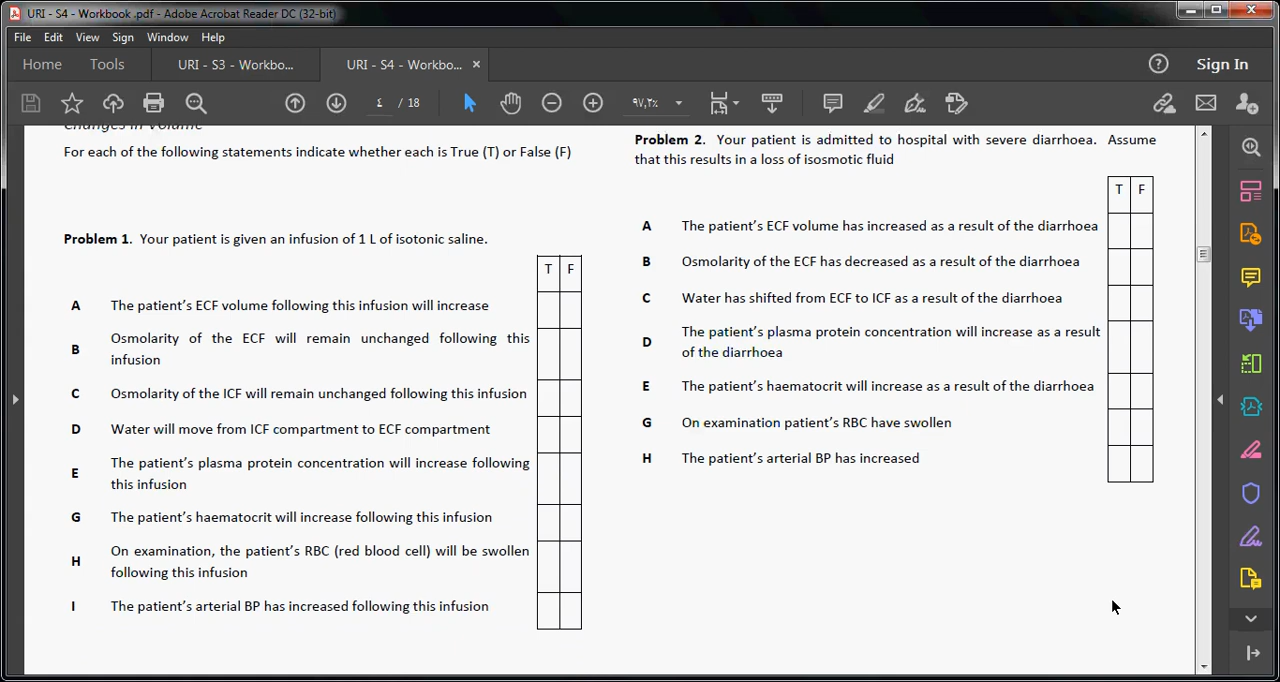 URI - S4 - Workbook .pdf - Adobe Acrobat Reader DC (32-bit)
File Edit View Sign Window Help
Home Tools URI - S3 - Workbo... URI - S4 - Workbo... × Sign In
٤ / 18 ٩٧,٢٪
Changes in Volume
For each of the following statements indicate whether each is True (T) or False (F)
Problem 1. Your patient is given an infusion of 1 L of isotonic saline.
T F
A The patient's ECF volume following this infusion will increase
B Osmolarity of the ECF will remain unchanged following this
infusion
C Osmolarity of the ICF will remain unchanged following this infusion
D Water will move from ICF compartment to ECF compartment
E The patient's plasma protein concentration will increase following
this infusion
G The patient's haematocrit will increase following this infusion
H On examination, the patient's RBC (red blood cell) will be swollen
following this infusion
I The patient's arterial BP has increased following this infusion
Problem 2. Your patient is admitted to hospital with severe diarrhoea. Assume
that this results in a loss of isosmotic fluid
T F
A The patient's ECF volume has increased as a result of the diarrhoea
B Osmolarity of the ECF has decreased as a result of the diarrhoea
C Water has shifted from ECF to ICF as a result of the diarrhoea
D The patient's plasma protein concentration will increase as a result
of the diarrhoea
E The patient's haematocrit will increase as a result of the diarrhoea
G On examination patient's RBC have swollen
H The patient's arterial BP has increased